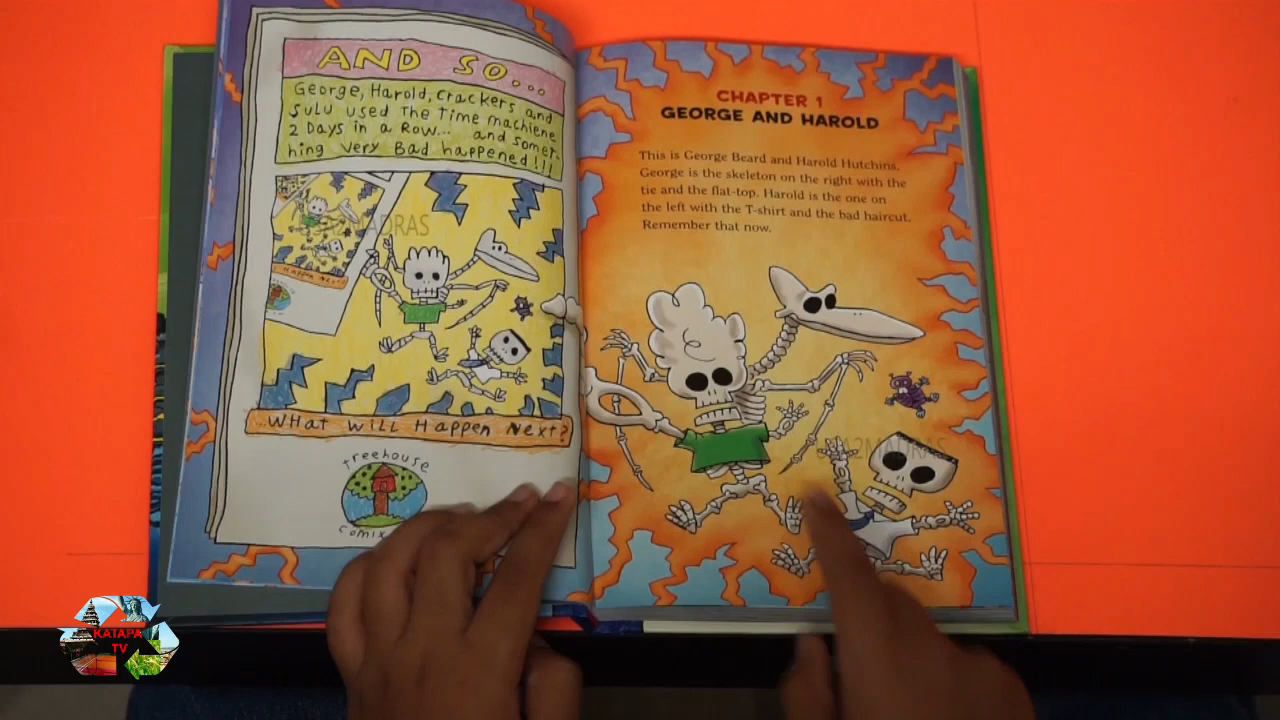 AND SO...
George, Harold, Crackers and
Sulu used The Time machiene
2 Days in a Row... and somet-
hing very Bad happened!!!
...WHat will Happen Next?
treehouse
comix
CHAPTER 1
GEORGE AND HAROLD
This is George Beard and Harold Hutchins.
George is the skeleton on the right with the
tie and the flat-top. Harold is the one on
the left with the T-shirt and the bad haircut.
Remember that now.
KATAPA
TV